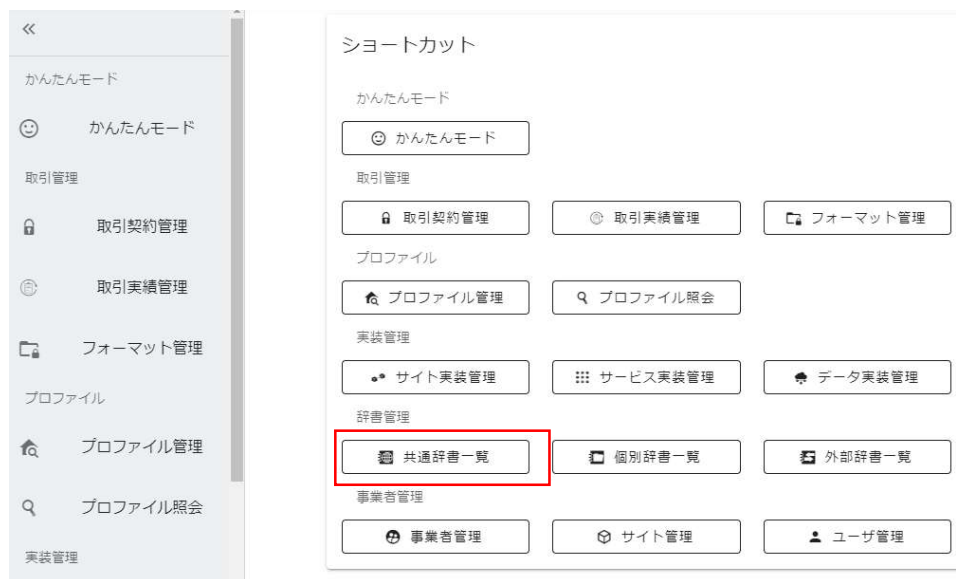 かんたんモード
かんたんモード
取引管理
取引契約管理
取引実績管理
フォーマット管理
プロファイル
プロファイル管理
プロファイル照会
実装管理
ショートカット
かんたんモード
かんたんモード
取引管理
取引契約管理 取引実績管理 フォーマット管理
プロファイル
プロファイル管理 プロファイル照会
実装管理
サイト実装管理 サービス実装管理 データ実装管理
辞書管理
共通辞書一覧 個別辞書一覧 外部辞書一覧
事業者管理
事業者管理 サイト管理 ユーザ管理